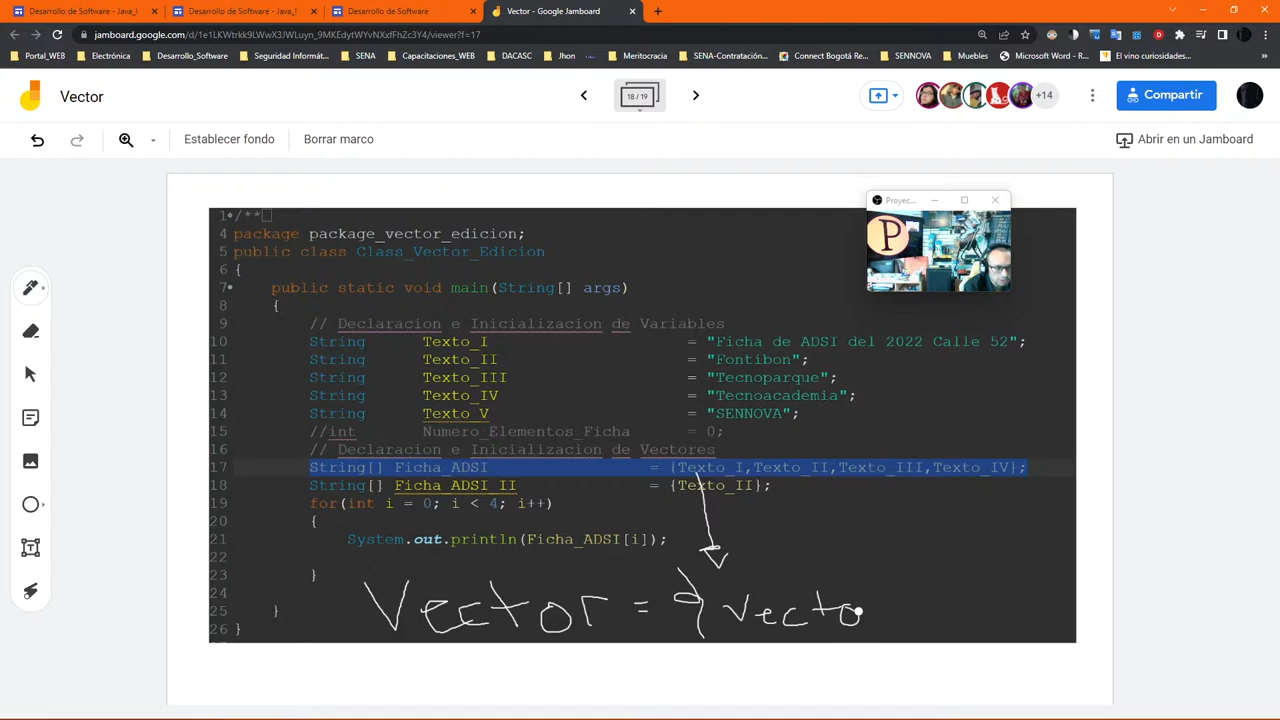 Desarrollo de Software - Java_I
Desarrollo de Software - Java_I
Desarrollo de Software
Vector - Google Jamboard
jamboard.google.com/d/1e1LKWtrkk9LWwX3JWLuyn_9MKEdytWYvNXxfFhZc3Y4/viewer?f=17
Portal_WEB
Electrónica
Desarrollo_Software
Seguridad Informát...
SENA
Capacitaciones_WEB
DACASC
Jhon
Meritocracia
SENA-Contratación...
Connect Bogotá Re...
SENNOVA
Muebles
Microsoft Word - R...
El vino curiosidades...
Vector
18 / 19
+14
Compartir
Establecer fondo
Borrar marco
Abrir en un Jamboard
Proyec...
P
1 /**
4 package package_vector_edicion;
5 public class Class_Vector_Edicion
6 {
7 public static void main(String[] args)
8 {
9 // Declaracion e Inicializacion de Variables
10 String Texto_I = "Ficha de ADSI del 2022 Calle 52";
11 String Texto_II = "Fontibon";
12 String Texto_III = "Tecnoparque";
13 String Texto_IV = "Tecnoacademia";
14 String Texto_V = "SENNOVA";
15 //int Numero_Elementos_Ficha = 0;
16 // Declaracion e Inicializacion de Vectores
17 String[] Ficha_ADSI = {Texto_I,Texto_II,Texto_III,Texto_IV};
18 String[] Ficha_ADSI_II = {Texto_II};
19 for(int i = 0; i < 4; i++)
20 {
21 System.out.println(Ficha_ADSI[i]);
22
23 }
24
25 }
26 }
Vector = { vecto